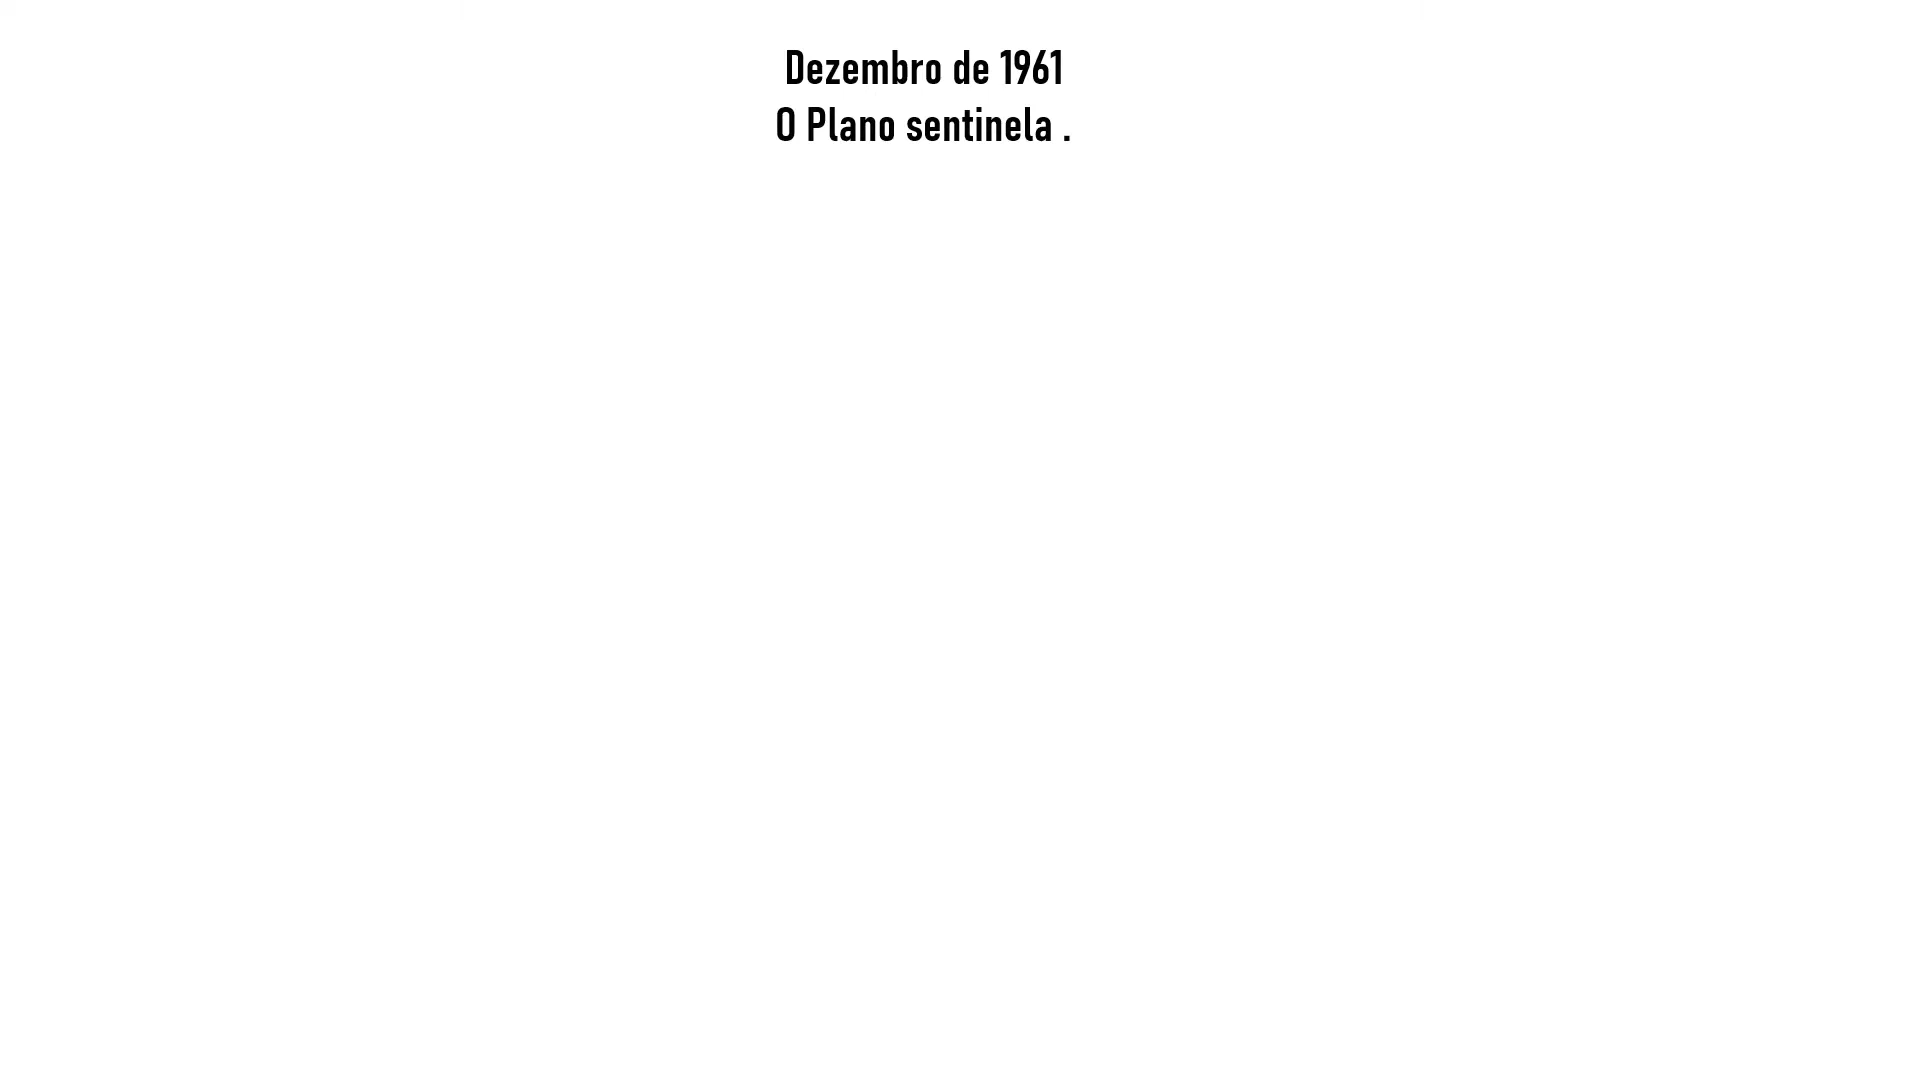 Dezembro de 1961
O Plano sentinela .